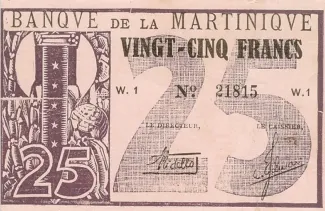 BANQVE DE LA MARTINIQVE
VINGT-CINQ FRANCS
W. 1 No 21815 W. 1
LE DIRECTEUR, LE CAISSIER,
25
25